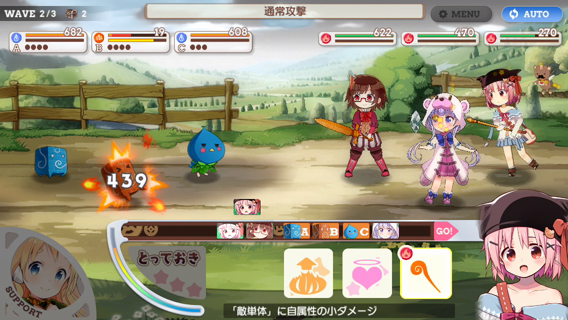 WAVE 2/3 2
通常攻撃
MENU
AUTO
682
A
19
B
608
C
622
470
270
439
A B C GO!
とっておき
SUPPORT
「敵単体」に自属性の小ダメージ